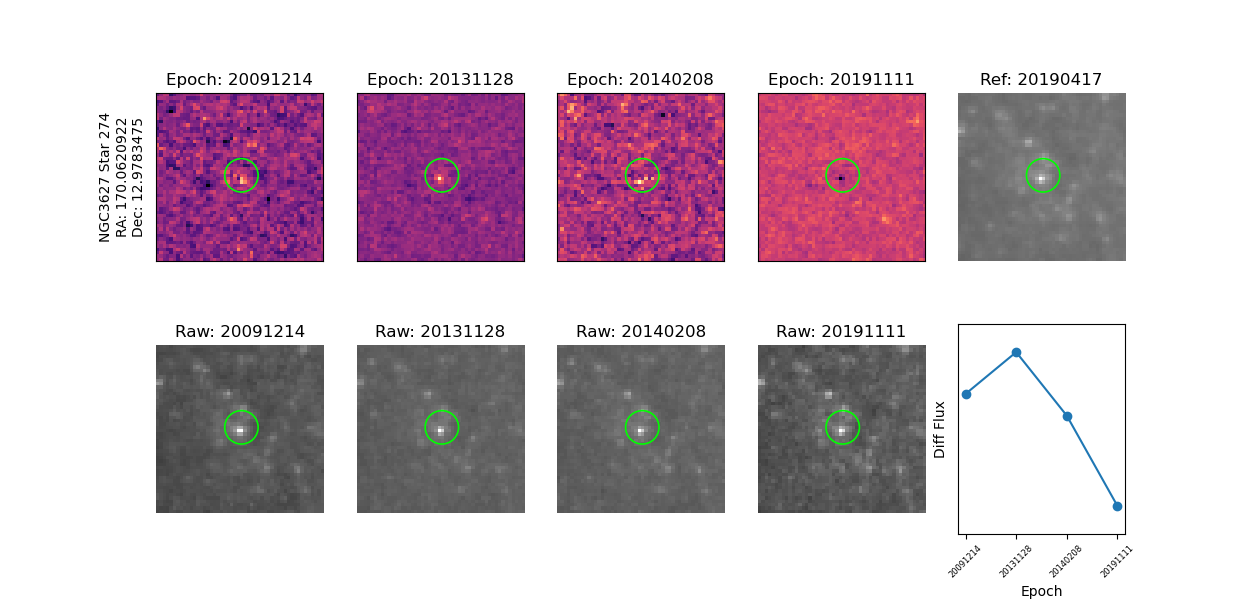 Epoch: 20091214
Epoch: 20131128
Epoch: 20140208
Epoch: 20191111
Ref: 20190417
NGC3627 Star 274
RA: 170.0620922
Dec: 12.9783475
Raw: 20091214
Raw: 20131128
Raw: 20140208
Raw: 20191111
Diff Flux
20091214
20131128
20140208
20191111
Epoch